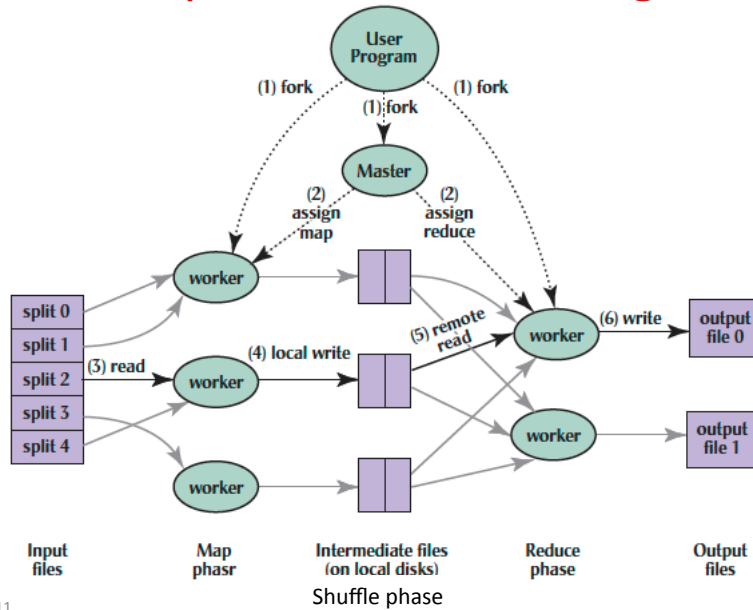 User
Program
(1) fork
(1) fork
(1) fork
Master
(2)
assign
map
(2)
assign
reduce
worker
split 0
split 1
split 2
split 3
split 4
(3) read
worker
(4) local write
(5) remote
read
worker
(6) write
output
file 0
worker
output
file 1
worker
Input
files
Map
phasr
Intermediate files
(on local disks)
Reduce
phase
Output
files
Shuffle phase
11